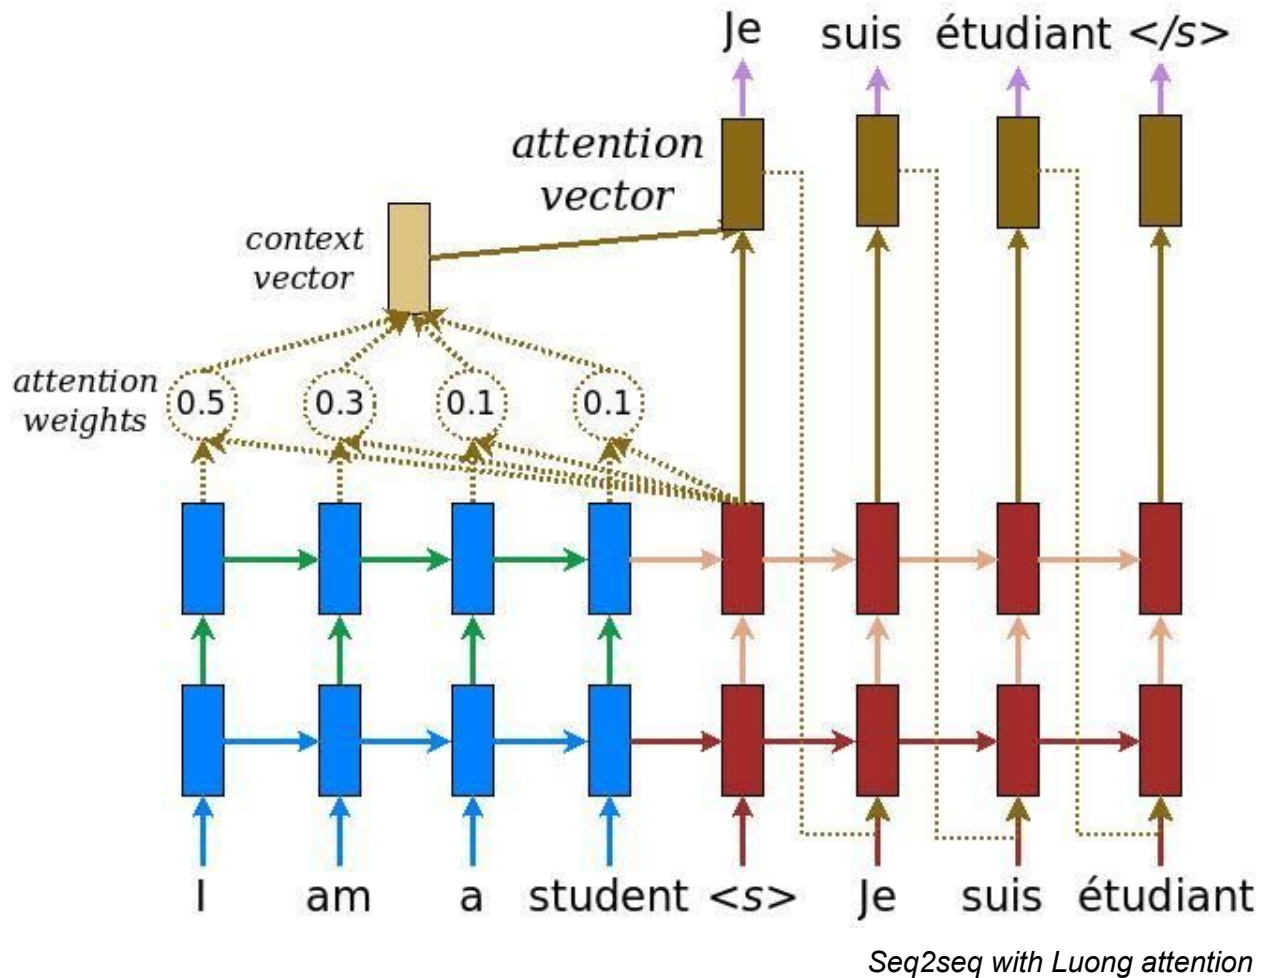 Je suis étudiant </s>
attention
vector
context
vector
attention
weights
0.5 0.3 0.1 0.1
I am a student <s> Je suis étudiant
Seq2seq with Luong attention